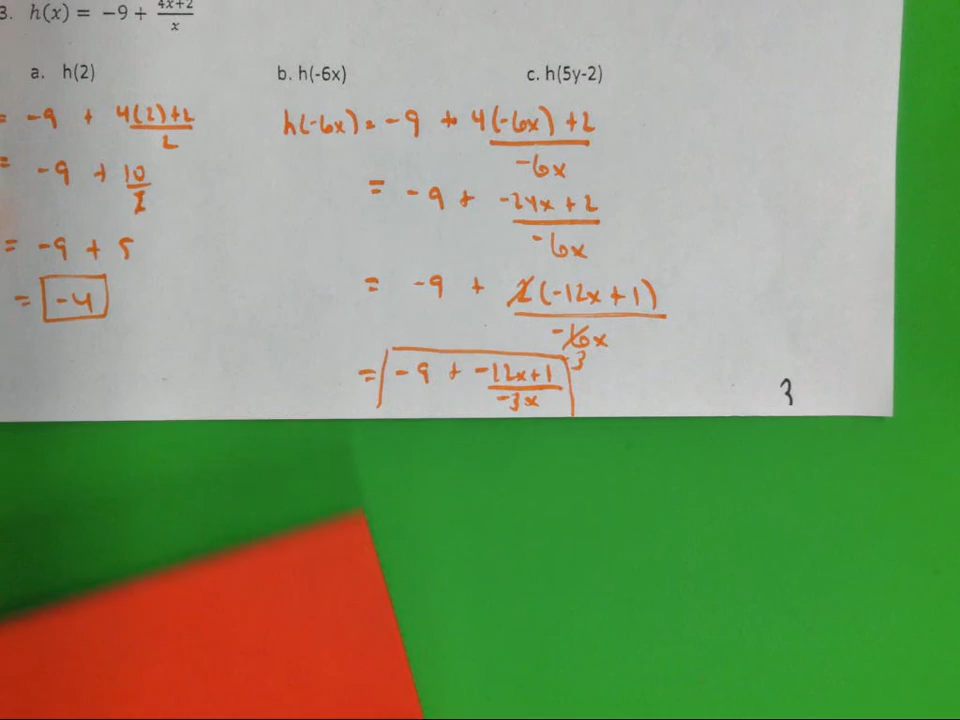 3. h(x) = -9 + (4x+2)/x
a. h(2)
b. h(-6x)
c. h(5y-2)
= -9 + (4(2)+2)/2
= -9 + 10/2
= -9 + 5
= -4
h(-6x) = -9 + (4(-6x)+2)/(-6x)
= -9 + (-24x+2)/(-6x)
= -9 + 2(-12x+1)/(-6x)
-3
= -9 + (-12x+1)/(-3x)
3